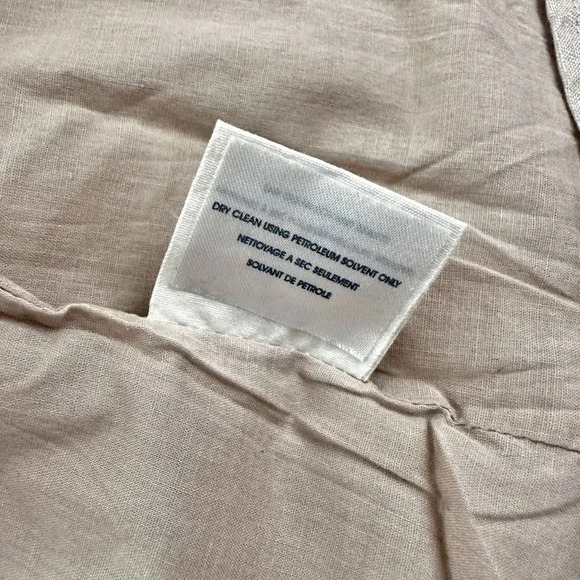 DRY CLEAN USING PETROLEUM SOLVENT ONLY
NETTOYAGE A SEC SEULEMENT
SOLVANT DE PETROLE